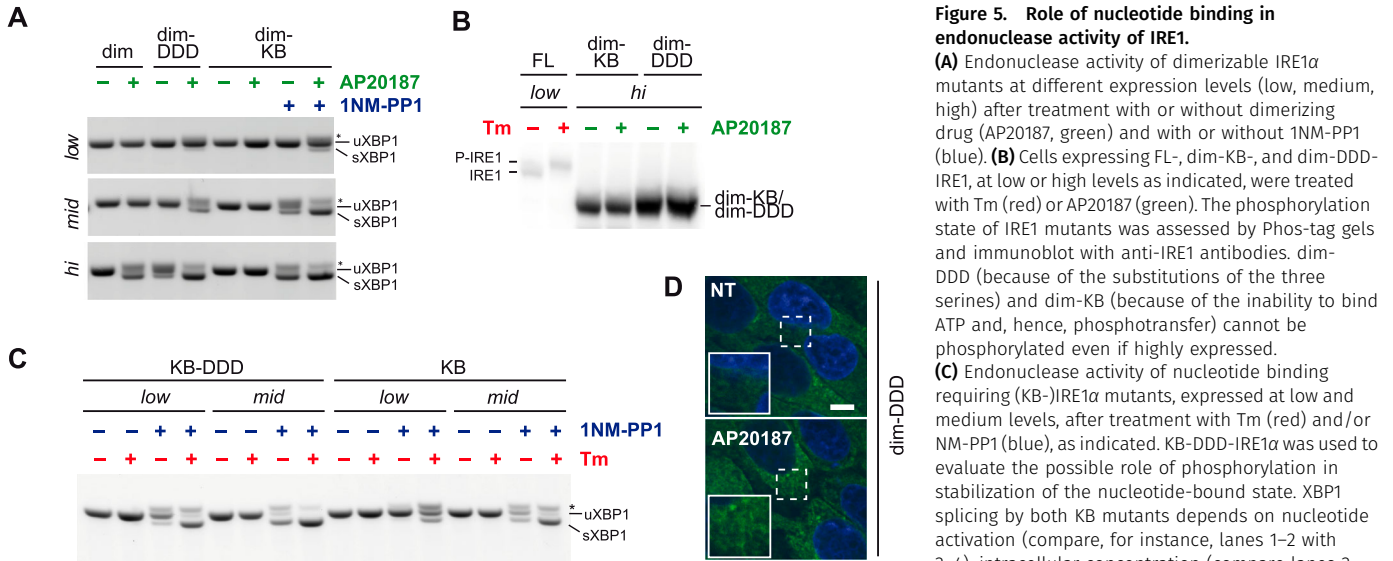 A
dim
dim-
DDD
dim-
KB
− + − + − + − + AP20187
+ + 1NM-PP1
low
*
uXBP1
sXBP1
mid
*
uXBP1
sXBP1
hi
*
uXBP1
sXBP1
B
FL
dim-
KB
dim-
DDD
low
hi
Tm − + − + − + AP20187
P-IRE1
IRE1
dim-KB/
dim-DDD
C
KB-DDD KB
low mid low mid
− − + + − − + + − − + + − − + + 1NM-PP1
− + − + − + − + − + − + − + − + Tm
*
uXBP1
sXBP1
D
NT
AP20187
dim-DDD
Figure 5. Role of nucleotide binding in
endonuclease activity of IRE1.
(A) Endonuclease activity of dimerizable IRE1α
mutants at different expression levels (low, medium,
high) after treatment with or without dimerizing
drug (AP20187, green) and with or without 1NM-PP1
(blue). (B) Cells expressing FL-, dim-KB-, and dim-DDD-
IRE1, at low or high levels as indicated, were treated
with Tm (red) or AP20187 (green). The phosphorylation
state of IRE1 mutants was assessed by Phos-tag gels
and immunoblot with anti-IRE1 antibodies. dim-
DDD (because of the substitutions of the three
serines) and dim-KB (because of the inability to bind
ATP and, hence, phosphotransfer) cannot be
phosphorylated even if highly expressed.
(C) Endonuclease activity of nucleotide binding
requiring (KB-)IRE1α mutants, expressed at low and
medium levels, after treatment with Tm (red) and/or
NM-PP1 (blue), as indicated. KB-DDD-IRE1α was used to
evaluate the possible role of phosphorylation in
stabilization of the nucleotide-bound state. XBP1
splicing by both KB mutants depends on nucleotide
activation (compare, for instance, lanes 1–2 with